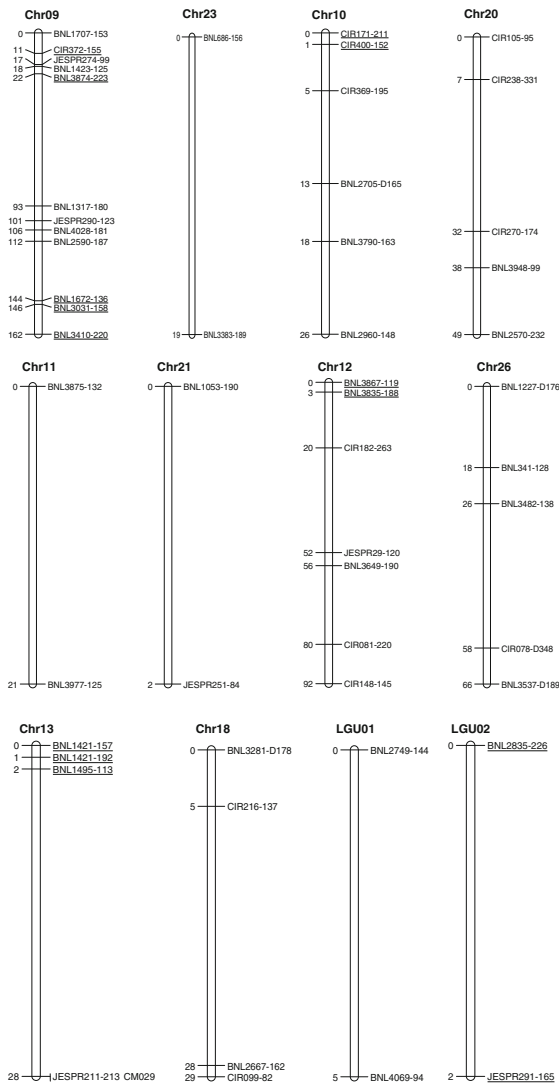 Chr09
0 BNL1707-153
11 CIR372-155
17 JESPR274-99
18 BNL1423-125
22 BNL3874-223
93 BNL1317-180
101 JESPR290-123
106 BNL4028-181
112 BNL2590-187
144 BNL1672-136
146 BNL3031-158
162 BNL3410-220
Chr23
0 BNL686-156
19 BNL3383-189
Chr10
0 CIR171-211
1 CIR400-152
5 CIR369-195
13 BNL2705-D165
18 BNL3790-163
26 BNL2960-148
Chr20
0 CIR105-95
7 CIR238-331
32 CIR270-174
38 BNL3948-99
49 BNL2570-232
Chr11
0 BNL3875-132
21 BNL3977-125
Chr21
0 BNL1053-190
2 JESPR251-84
Chr12
0 BNL3867-119
3 BNL3835-188
20 CIR182-263
52 JESPR29-120
56 BNL3649-190
80 CIR081-220
92 CIR148-145
Chr26
0 BNL1227-D176
18 BNL341-128
26 BNL3482-138
58 CIR078-D348
66 BNL3537-D189
Chr13
0 BNL1421-157
1 BNL1421-192
2 BNL1495-113
28 JESPR211-213 CM029
Chr18
0 BNL3281-D178
5 CIR216-137
28 BNL2667-162
29 CIR099-82
LGU01
0 BNL2749-144
5 BNL4069-94
LGU02
0 BNL2835-226
2 JESPR291-165